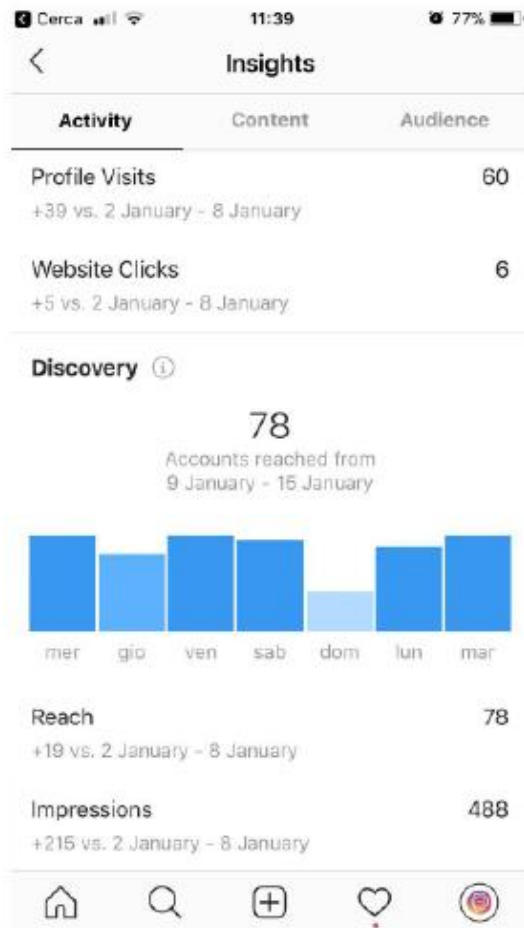 Cerca 11:39 77%
Insights
Activity Content Audience
Profile Visits 60
+39 vs. 2 January - 8 January
Website Clicks 6
+5 vs. 2 January - 8 January
Discovery
78
Accounts reached from
9 January - 15 January
mer gio ven sab dom lun mar
Reach 78
+19 vs. 2 January - 8 January
Impressions 488
+215 vs. 2 January - 8 January